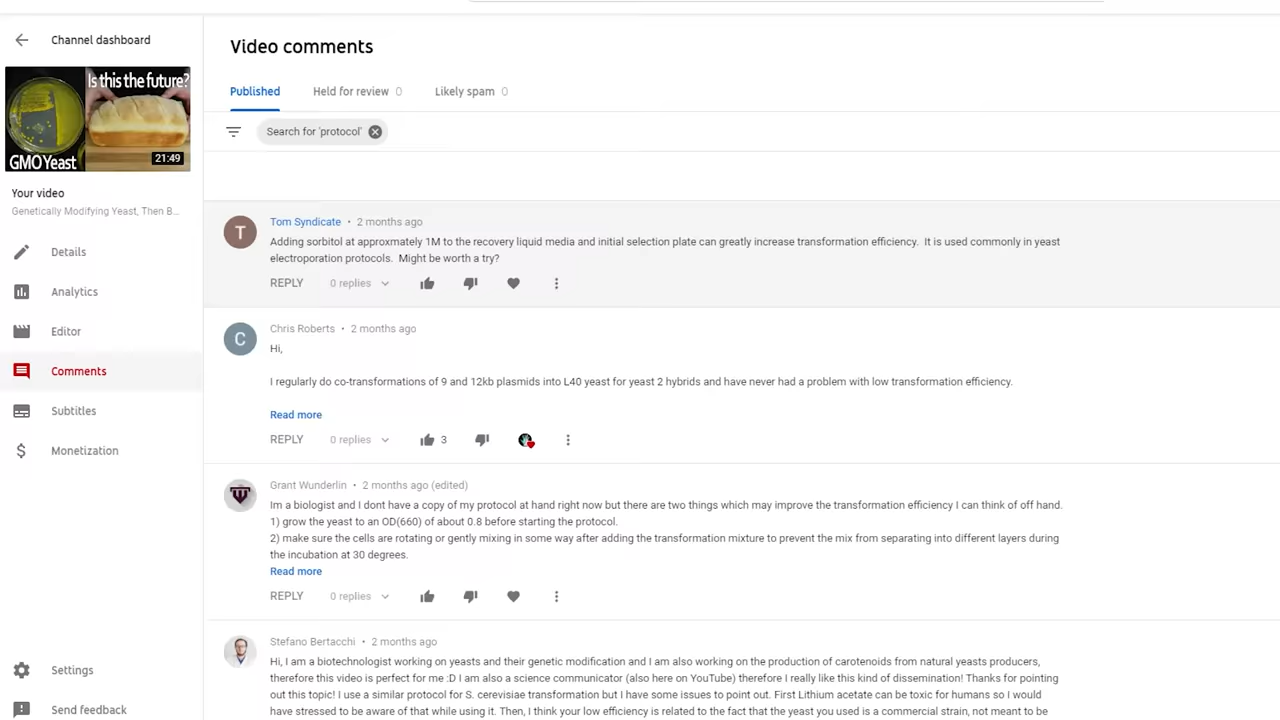 Channel dashboard
Is this the future?
GMO Yeast
21:49
Your video
Genetically Modifying Yeast, Then B...
Details
Analytics
Editor
Comments
Subtitles
Monetization
Settings
Send feedback
Video comments
Published
Held for review 0
Likely spam 0
Search for 'protocol'
T
Tom Syndicate • 2 months ago
Adding sorbitol at approxmately 1M to the recovery liquid media and initial selection plate can greatly increase transformation efficiency. It is used commonly in yeast
electroporation protocols. Might be worth a try?
REPLY 0 replies
C
Chris Roberts • 2 months ago
Hi,
I regularly do co-transformations of 9 and 12kb plasmids into L40 yeast for yeast 2 hybrids and have never had a problem with low transformation efficiency.
Read more
REPLY 0 replies 3
Grant Wunderlin • 2 months ago (edited)
Im a biologist and I dont have a copy of my protocol at hand right now but there are two things which may improve the transformation efficiency I can think of off hand.
1) grow the yeast to an OD(660) of about 0.8 before starting the protocol.
2) make sure the cells are rotating or gently mixing in some way after adding the transformation mixture to prevent the mix from separating into different layers during
the incubation at 30 degrees.
Read more
REPLY 0 replies
Stefano Bertacchi • 2 months ago
Hi, I am a biotechnologist working on yeasts and their genetic modification and I am also working on the production of carotenoids from natural yeasts producers,
therefore this video is perfect for me :D I am also a science communicator (also here on YouTube) therefore I really like this kind of dissemination! Thanks for pointing
out this topic! I use a similar protocol for S. cerevisiae transformation but I have some issues to point out. First Lithium acetate can be toxic for humans so I would
have stressed to be aware of that while using it. Then, I think your low efficiency is related to the fact that the yeast you used is a commercial strain, not meant to be